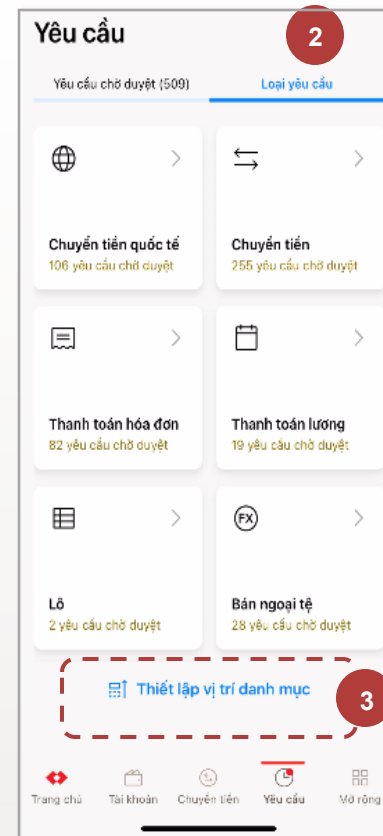 Yêu cầu
2
Yêu cầu chờ duyệt (509)
Loại yêu cầu
Chuyển tiền quốc tế
106 yêu cầu chờ duyệt
Chuyển tiền
255 yêu cầu chờ duyệt
Thanh toán hóa đơn
82 yêu cầu chờ duyệt
Thanh toán lương
19 yêu cầu chờ duyệt
FX
Lô
2 yêu cầu chờ duyệt
Bán ngoại tệ
28 yêu cầu chờ duyệt
Thiết lập vị trí danh mục
3
Trang chủ
Tài khoản
Chuyển tiền
Yêu cầu
Mở rộng